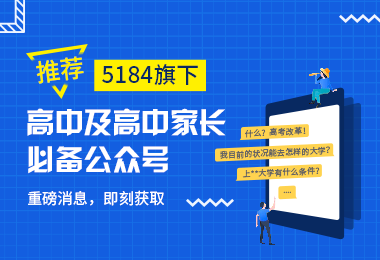 推荐
5184旗下
高中及高中家长
必备公众号
重磅消息，即刻获取
什么？高考改革！
我目前的状况能去怎样的大学？
上**大学有什么条件？
....